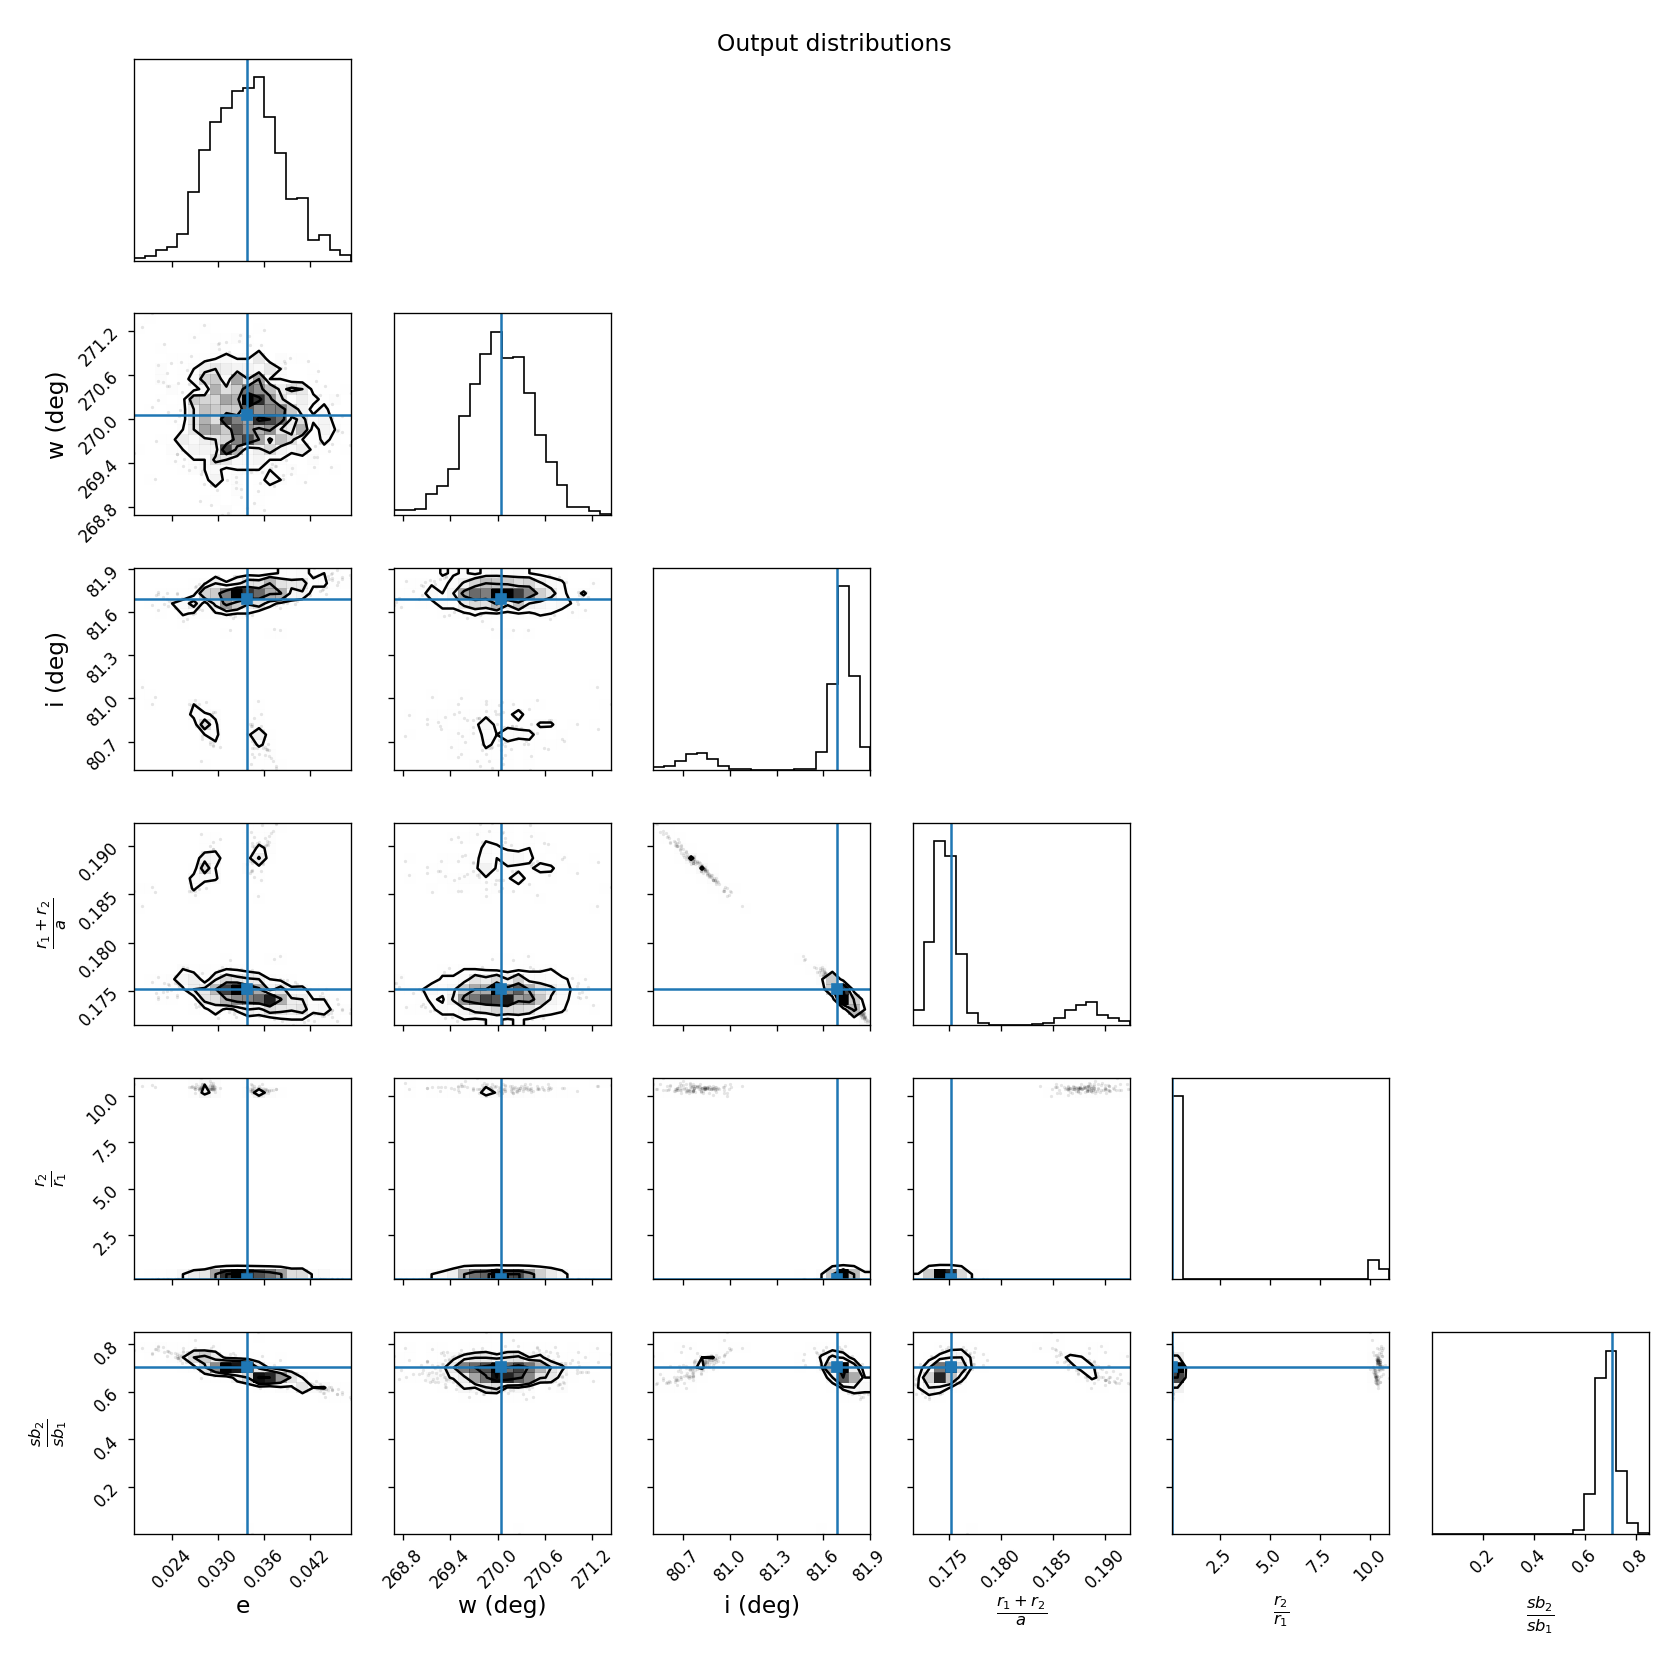 Output distributions
271.2
270.6
270.0
269.4
268.8
w (deg)
81.9
81.6
81.3
81.0
80.7
i (deg)
0.190
0.185
0.180
0.175
r₁ + r₂
a
10.0
7.5
5.0
2.5
r₂
r₁
0.8
0.6
0.4
0.2
sb₂
sb₁
0.024 0.030 0.036 0.042 268.8 269.4 270.0 270.6 271.2 80.7 81.0 81.3 81.6 81.9 0.175 0.180 0.185 0.190 2.5 5.0 7.5 10.0 0.2 0.4 0.6 0.8
e
w (deg)
i (deg)
r₁ + r₂
a
r₂
r₁
sb₂
sb₁